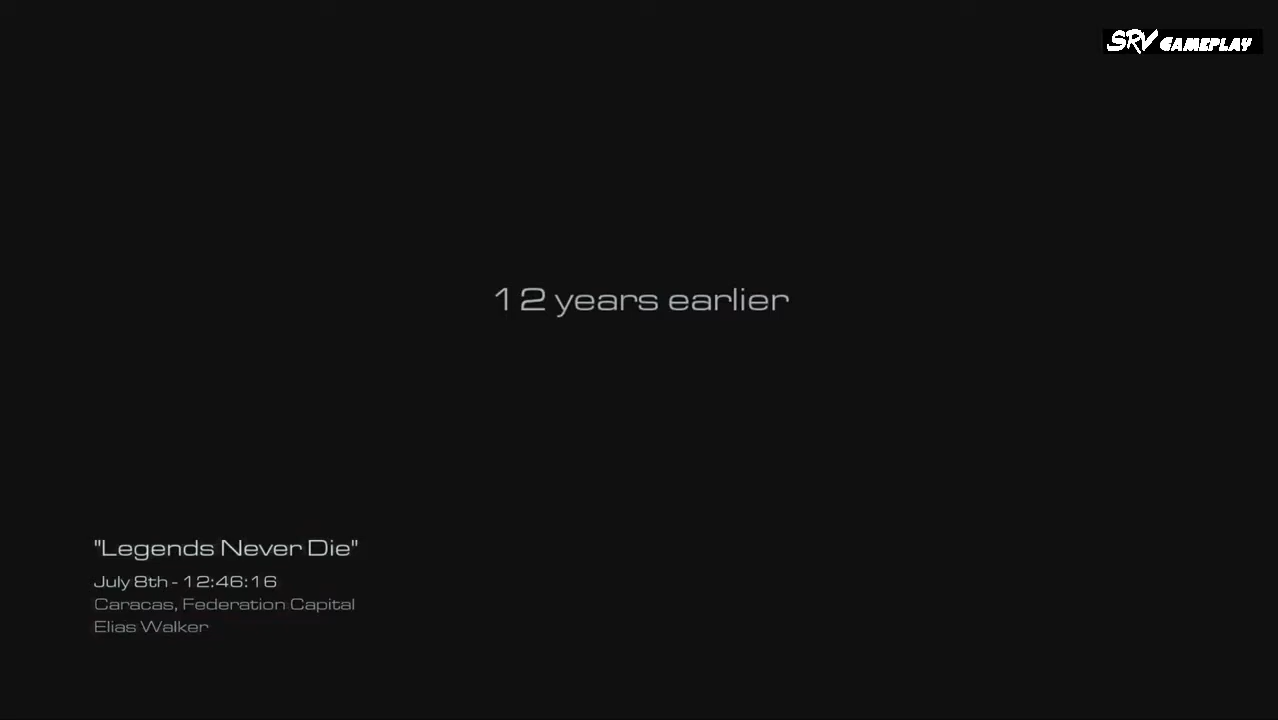 SRV GAMEPLAY
12 years earlier
"Legends Never Die"
July 8th - 12:46:16
Caracas, Federation Capital
Elias Walker